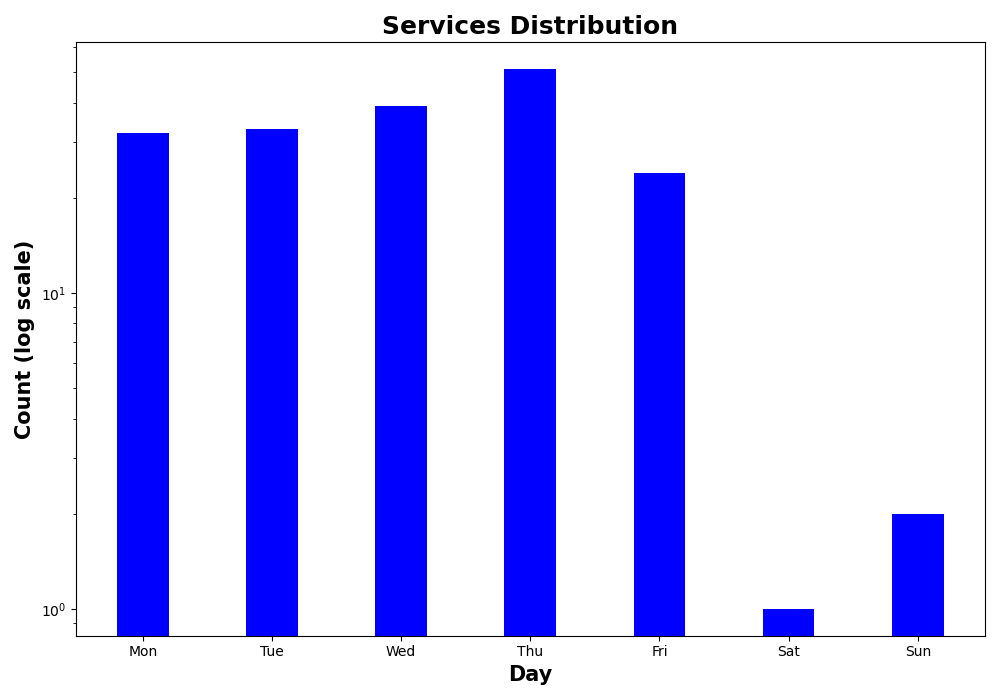 Services Distribution
Count (log scale)
10¹
10⁰
Mon Tue Wed Thu Fri Sat Sun
Day